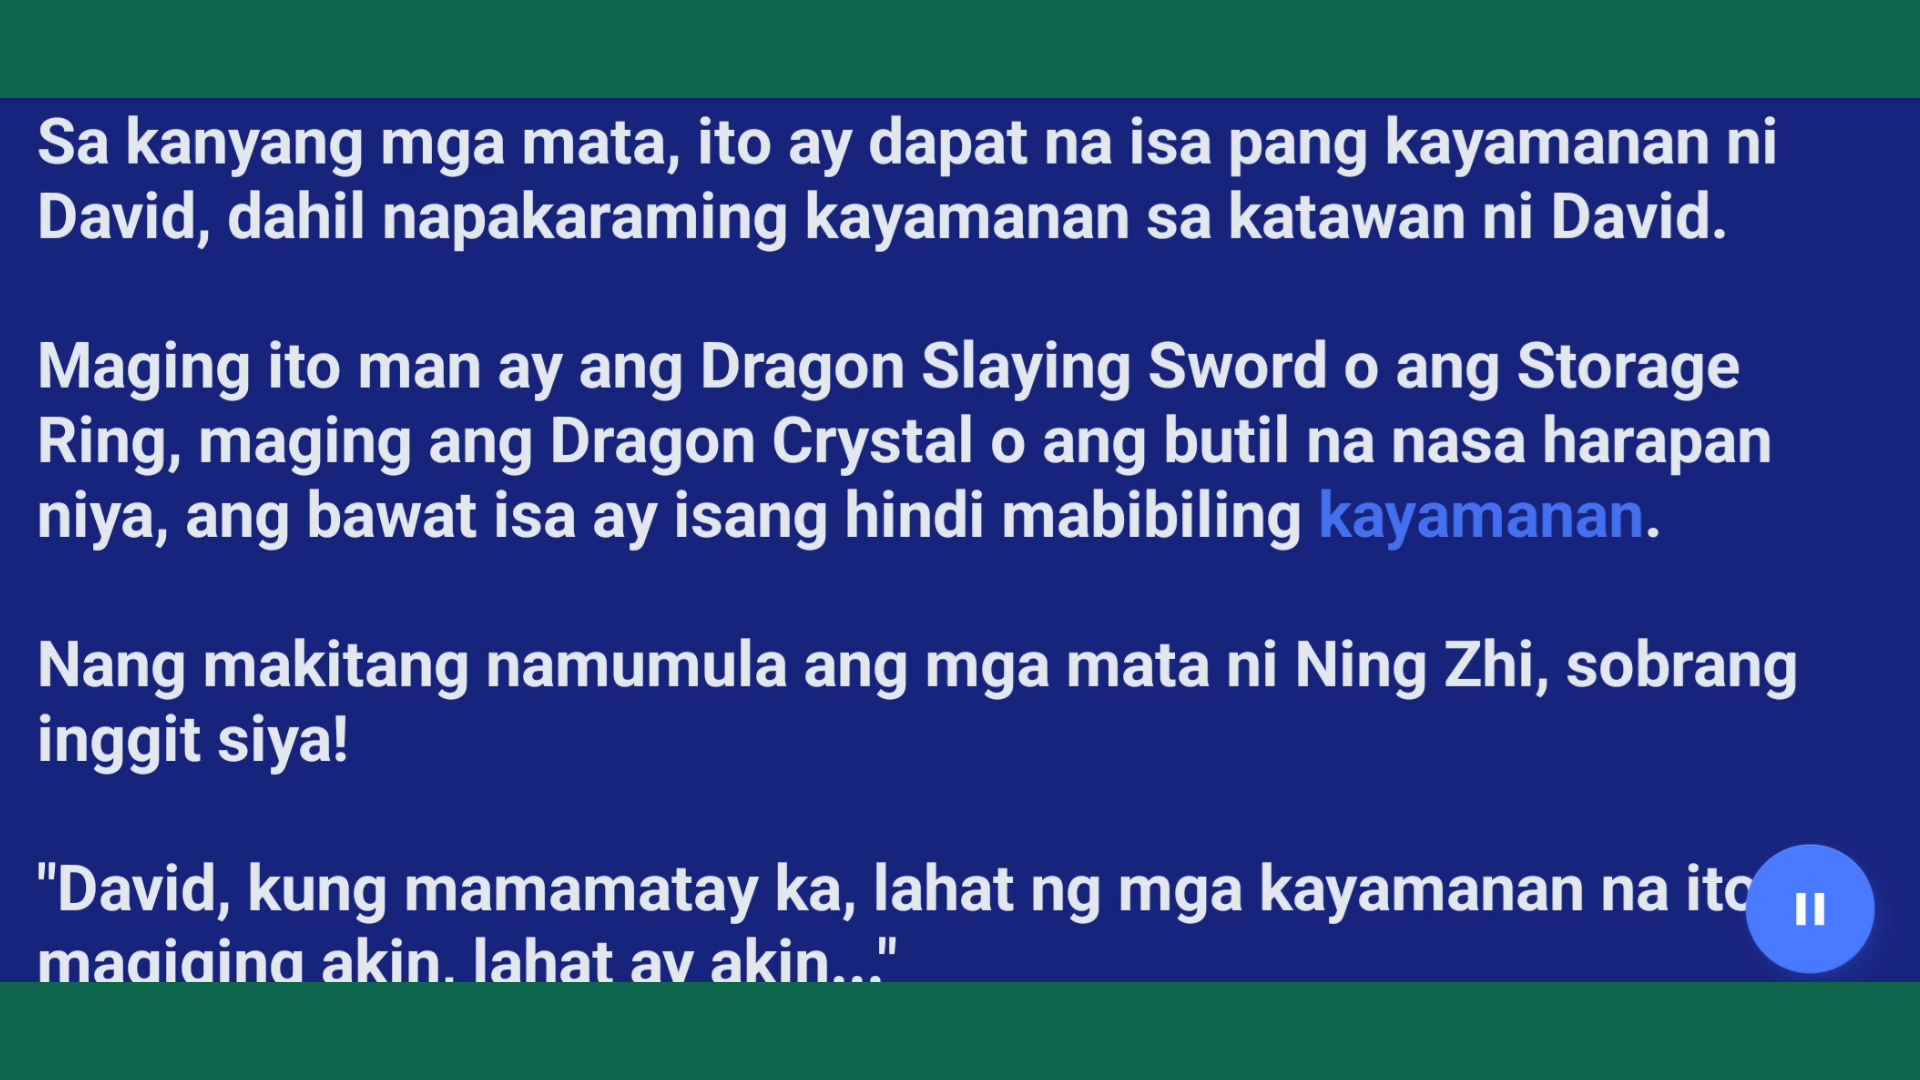 Sa kanyang mga mata, ito ay dapat na isa pang kayamanan ni
David, dahil napakaraming kayamanan sa katawan ni David.
Maging ito man ay ang Dragon Slaying Sword o ang Storage
Ring, maging ang Dragon Crystal o ang butil na nasa harapan
niya, ang bawat isa ay isang hindi mabibiling kayamanan.
Nang makitang namumula ang mga mata ni Ning Zhi, sobrang
inggit siya!
"David, kung mamamatay ka, lahat ng mga kayamanan na ito
magiging akin, lahat ay akin..."